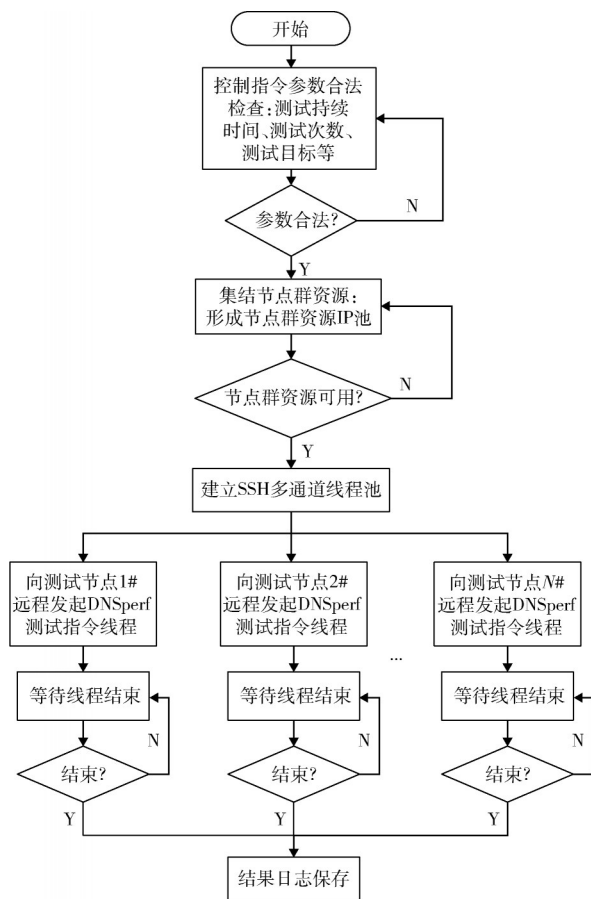 开始
控制指令参数合法
检查:测试持续
时间、测试次数、
测试目标等
参数合法?
N
Y
集结节点群资源:
形成节点群资源IP池
节点群资源可用?
N
Y
建立SSH多通道线程池
向测试节点1#
远程发起DNSperf
测试指令线程
向测试节点2#
远程发起DNSperf
测试指令线程
...
向测试节点N#
远程发起DNSperf
测试指令线程
等待线程结束
等待线程结束
等待线程结束
N
N
N
结束?
结束?
结束?
Y
Y
Y
结果日志保存